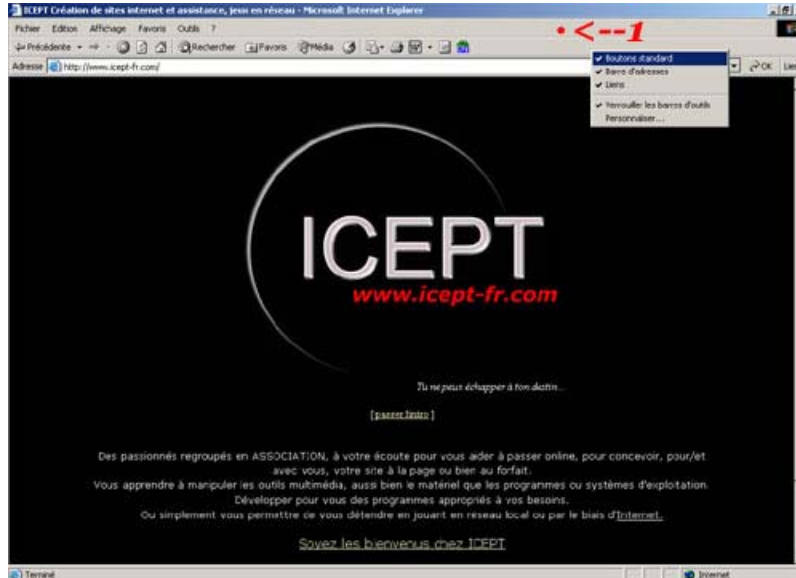 ICEPT Création de sites internet et assistance, jeux en réseau - Microsoft Internet Explorer
Fichier Edition Affichage Favoris Outils ?
<--1
Précédente Rechercher Favoris Média
Boutons standard
Adresse http://www.icept-fr.com/ OK Lien
Barre d'adresses
Liens
Verrouiller les barres d'outils
Personnaliser...
ICEPT
www.icept-fr.com
Tu ne peux échapper à ton destin...
[ passer l'intro ]
Des passionnés regroupés en ASSOCIATION, à votre écoute pour vous aider à passer online, pour concevoir, pour/et
avec vous, votre site à la page ou bien au forfait.
Vous apprendre à manipuler les outils multimédia, aussi bien le matériel que les programmes ou systèmes d'exploitation.
Développer pour vous des programmes appropriés à vos besoins.
Ou simplement vous permettre de vous détendre en jouant en réseau local ou par le biais d'Internet.
Soyez les bienvenus chez ICEPT
Terminé Internet